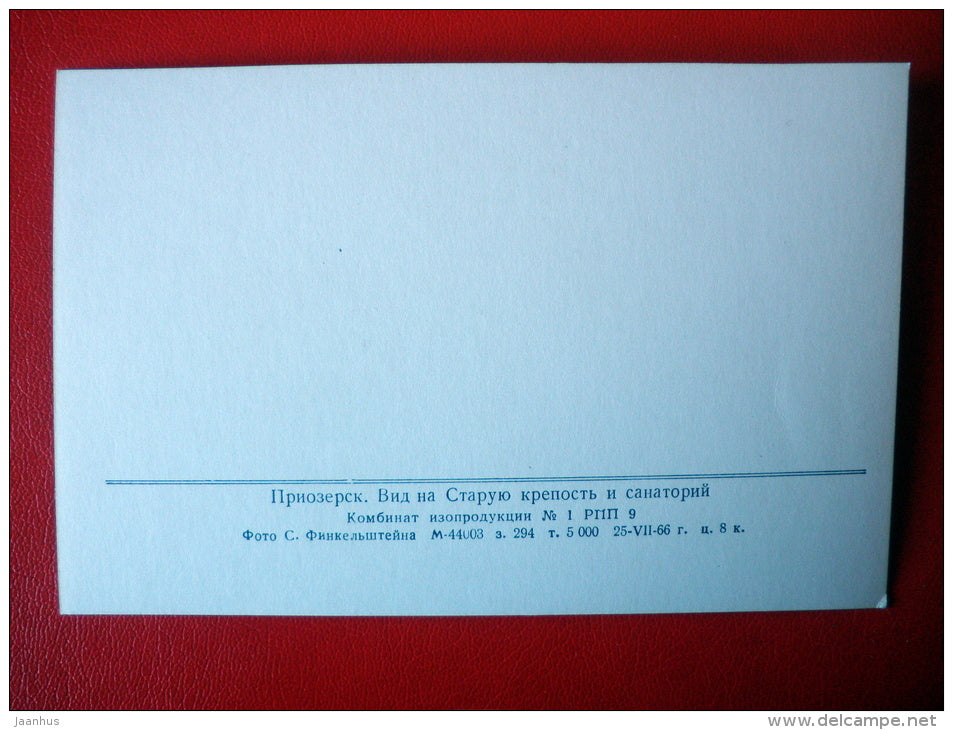 Приозерск. Вид на Старую крепость и санаторий
Комбинат изопродукции № 1 РПП 9
Фото С. Финкельштейна М-44003 з. 294 т. 5 000 25-VII-66 г. ц. 8 к.
Jaanhus
delcampe.net